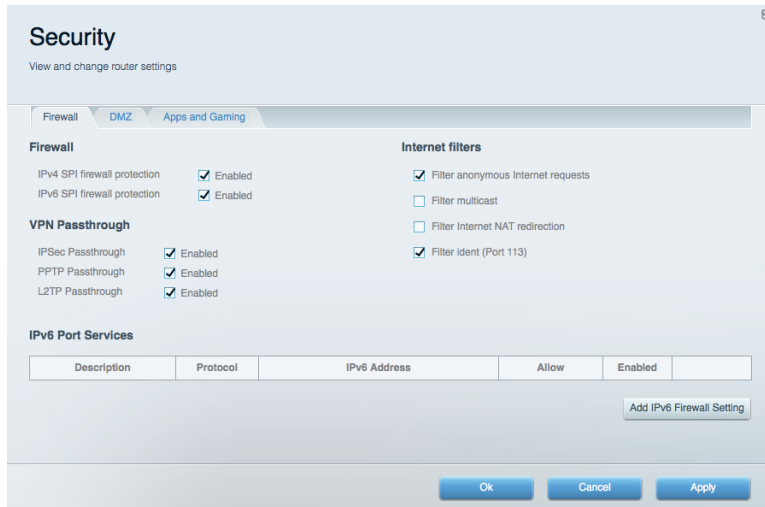 Security
View and change router settings
Firewall DMZ Apps and Gaming
Firewall
IPv4 SPI firewall protection Enabled
IPv6 SPI firewall protection Enabled
VPN Passthrough
IPSec Passthrough Enabled
PPTP Passthrough Enabled
L2TP Passthrough Enabled
Internet filters
Filter anonymous Internet requests
Filter multicast
Filter Internet NAT redirection
Filter ident (Port 113)
IPv6 Port Services
Description Protocol IPv6 Address Allow Enabled
Add IPv6 Firewall Setting
Ok Cancel Apply